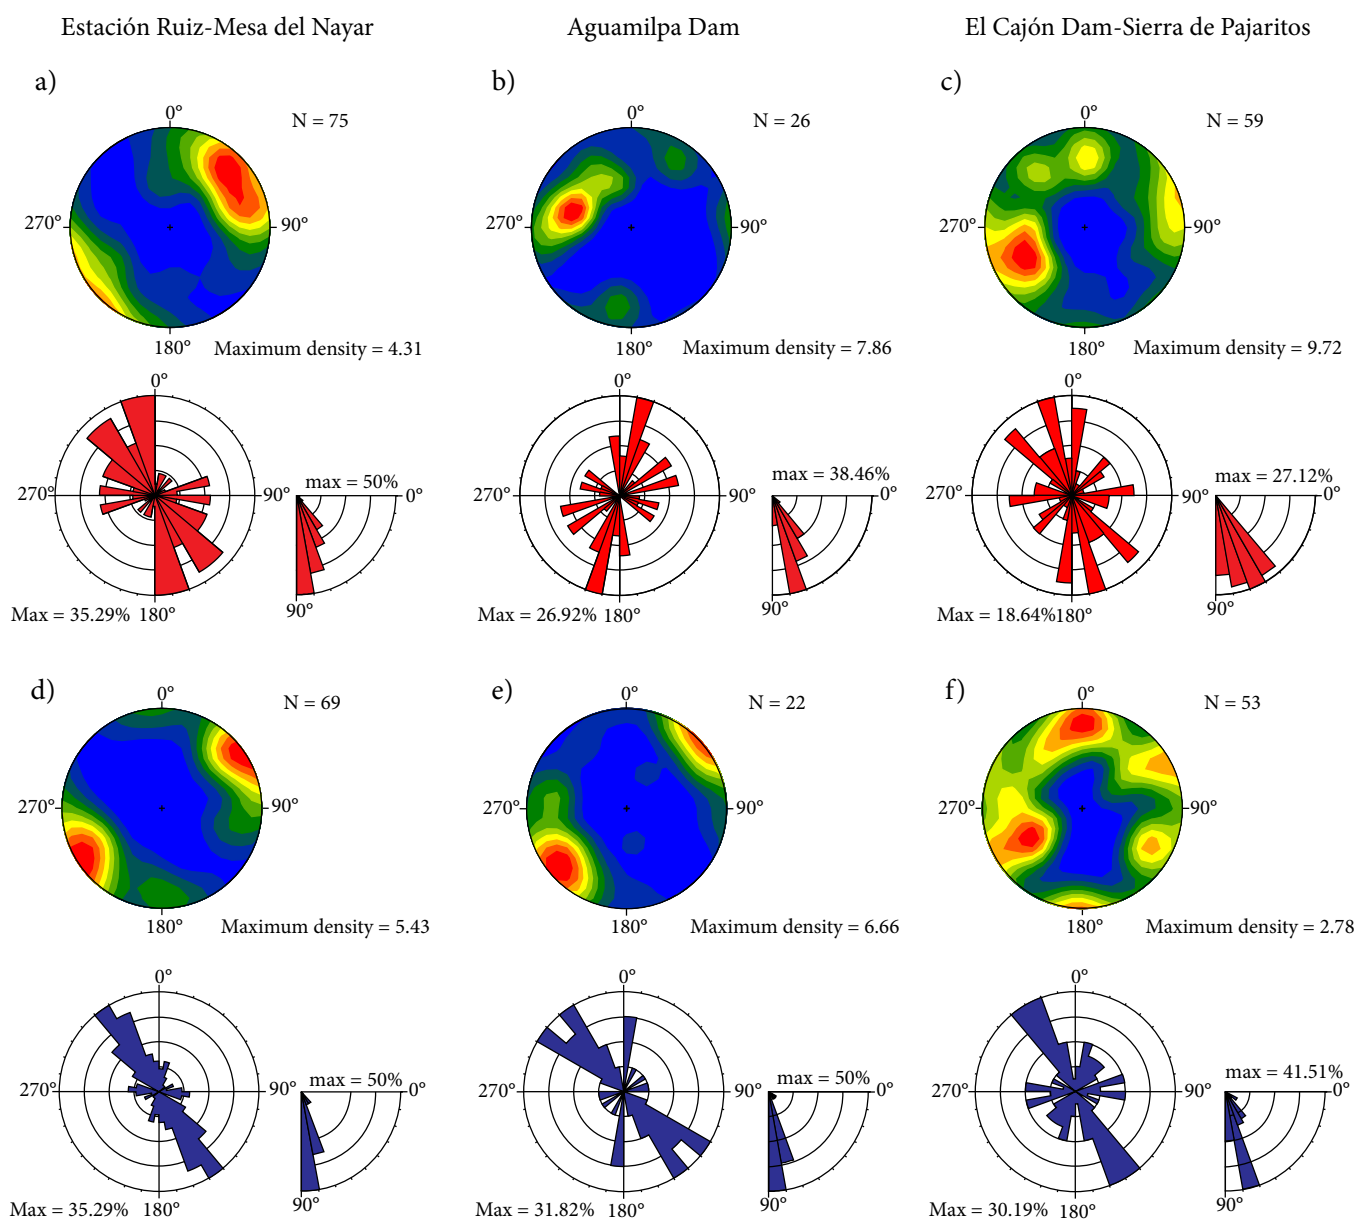 Estación Ruiz-Mesa del Nayar
Aguamilpa Dam
El Cajón Dam-Sierra de Pajaritos
a)
0°
N = 75
270°
90°
180°
Maximum density = 4.31
0°
270°
90°
180°
Max = 35.29%
max = 50%
0°
90°
b)
0°
N = 26
270°
90°
180°
Maximum density = 7.86
0°
270°
90°
180°
Max = 26.92%
max = 38.46%
0°
90°
c)
0°
N = 59
270°
90°
180°
Maximum density = 9.72
0°
270°
90°
180°
Max = 18.64%
max = 27.12%
0°
90°
d)
0°
N = 69
270°
90°
180°
Maximum density = 5.43
0°
270°
90°
180°
Max = 35.29%
max = 50%
0°
90°
e)
0°
N = 22
270°
90°
180°
Maximum density = 6.66
0°
270°
90°
180°
Max = 31.82%
max = 50%
0°
90°
f)
0°
N = 53
270°
90°
180°
Maximum density = 2.78
0°
270°
90°
180°
Max = 30.19%
max = 41.51%
0°
90°